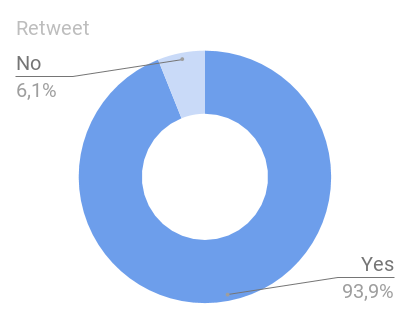 Retweet
No
6,1%
Yes
93,9%